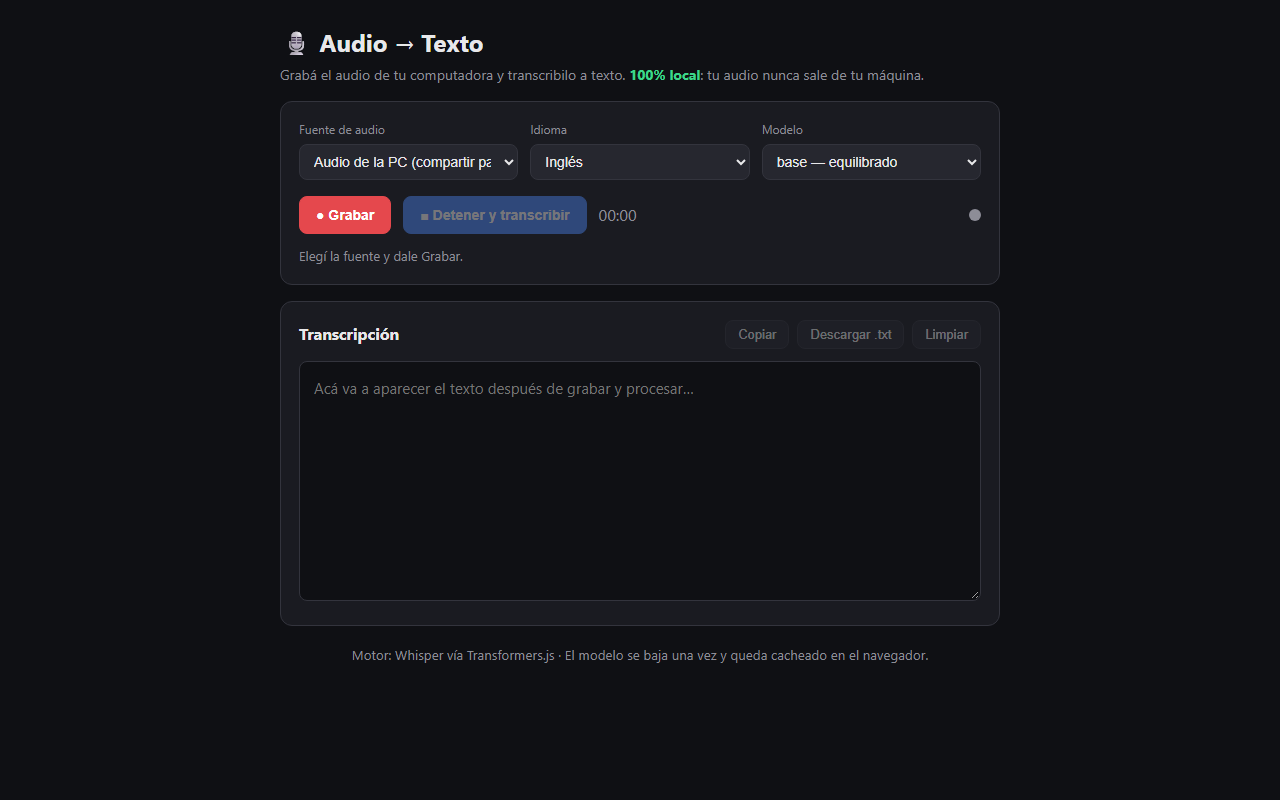 Audio → Texto
Grabá el audio de tu computadora y transcribilo a texto. 100% local: tu audio nunca sale de tu máquina.
Fuente de audio Idioma Modelo
Audio de la PC (compartir pa Inglés base — equilibrado
● Grabar ■ Detener y transcribir 00:00
Elegí la fuente y dale Grabar.
Transcripción Copiar Descargar .txt Limpiar
Acá va a aparecer el texto después de grabar y procesar...
Motor: Whisper vía Transformers.js · El modelo se baja una vez y queda cacheado en el navegador.